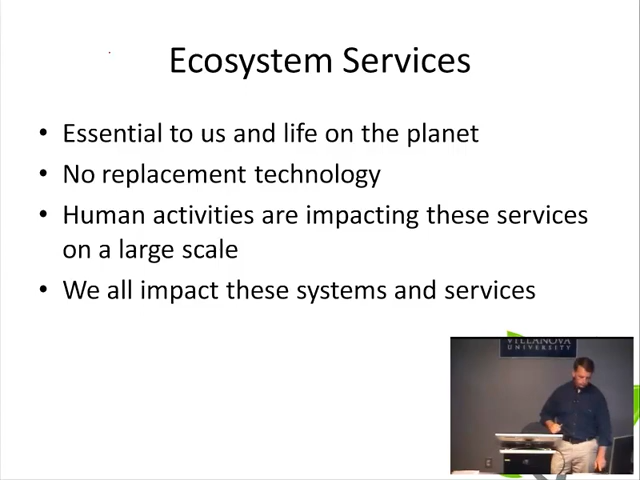 Ecosystem Services
• Essential to us and life on the planet
• No replacement technology
• Human activities are impacting these services
on a large scale
• We all impact these systems and services
VILLANOVA
UNIVERSITY